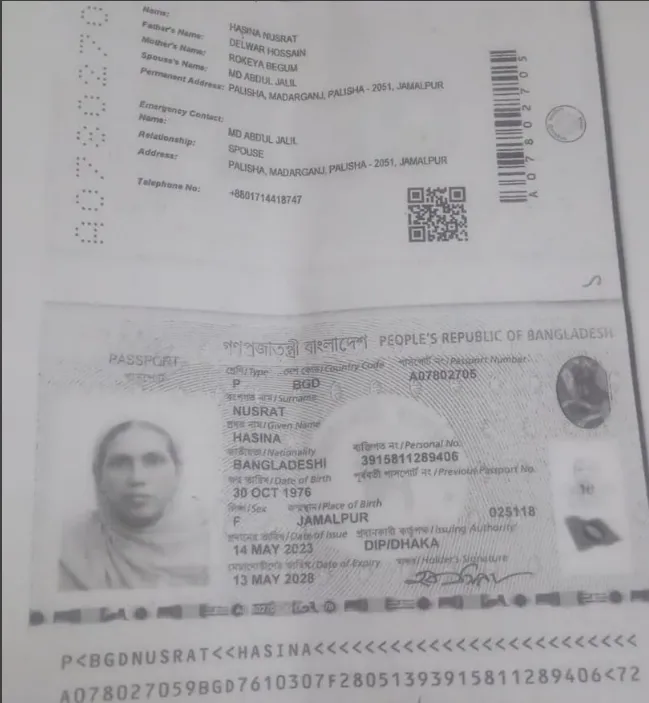 Name:
HASINA NUSRAT
Father's Name:
DELWAR HOSSAIN
Mother's Name:
ROKEYA BEGUM
Spouse's Name:
MD ABDUL JALIL
Permanent Address:
PALISHA, MADARGANJ, PALISHA - 2051, JAMALPUR
Emergency Contact:
Name:
MD ABDUL JALIL
Relationship:
SPOUSE
Address:
PALISHA, MADARGANJ, PALISHA - 2051, JAMALPUR
Telephone No:
+8801714418747
A07802705
গণপ্রজাতন্ত্রী বাংলাদেশ PEOPLE'S REPUBLIC OF BANGLADESH
PASSPORT
পাসপোর্ট
শ্রেণি/Type দেশ কোড/Country Code পাসপোর্ট নং/Passport Number
P BGD A07802705
বংশগত নাম/Surname
NUSRAT
প্রদত্ত নাম/Given Name
HASINA
জাতীয়তা/Nationality ব্যক্তিগত নং/Personal No.
BANGLADESHI 3915811289406
জন্ম তারিখ/Date of Birth পূর্ববর্তী পাসপোর্ট নং/Previous Passport No.
30 OCT 1976
লিঙ্গ/Sex জন্মস্থান/Place of Birth
F JAMALPUR 025118
প্রদানের তারিখ/Date of Issue প্রদানকারী কর্তৃপক্ষ/Issuing Authority
14 MAY 2023 DIP/DHAKA
মেয়াদোত্তীর্ণের তারিখ/Date of Expiry স্বাক্ষর/Holder's Signature
13 MAY 2028
P<BGDNUSRAT<<HASINA<<<<<<<<<<<<<<<<<<<<<<<<<
A078027059BGD7610307F28051393915811289406<72